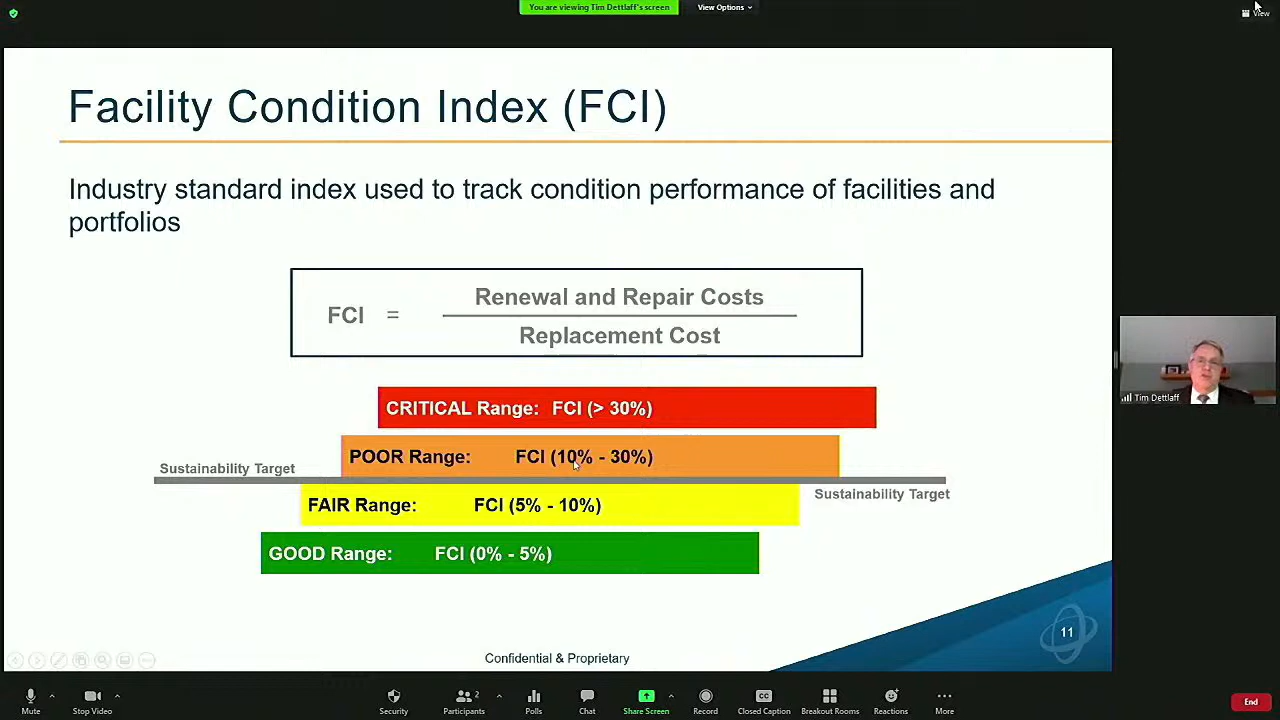 You are viewing Tim Dettlaff's screen
View Options
View
Facility Condition Index (FCI)
Industry standard index used to track condition performance of facilities and
portfolios
FCI = Renewal and Repair Costs
Replacement Cost
CRITICAL Range: FCI (> 30%)
POOR Range: FCI (10% - 30%)
Sustainability Target
Sustainability Target
FAIR Range: FCI (5% - 10%)
GOOD Range: FCI (0% - 5%)
Tim Dettlaff
11
Confidential & Proprietary
Mute
Stop Video
Security
Participants 2
Polls
Chat
Share Screen
Record
CC
Closed Caption
Breakout Rooms
Reactions
More
End